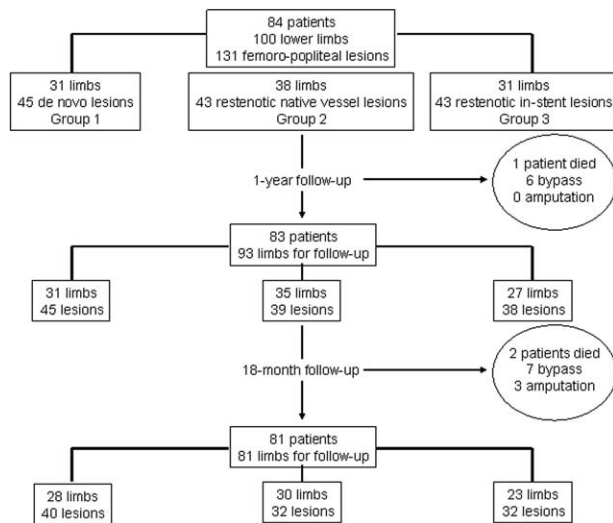 84 patients
100 lower limbs
131 femoro-popliteal lesions
31 limbs
45 de novo lesions
Group 1
38 limbs
43 restenotic native vessel lesions
Group 2
31 limbs
43 restenotic in-stent lesions
Group 3
1-year follow-up
1 patient died
6 bypass
0 amputation
83 patients
93 limbs for follow-up
31 limbs
45 lesions
35 limbs
39 lesions
27 limbs
38 lesions
18-month follow-up
2 patients died
7 bypass
3 amputation
81 patients
81 limbs for follow-up
28 limbs
40 lesions
30 limbs
32 lesions
23 limbs
32 lesions